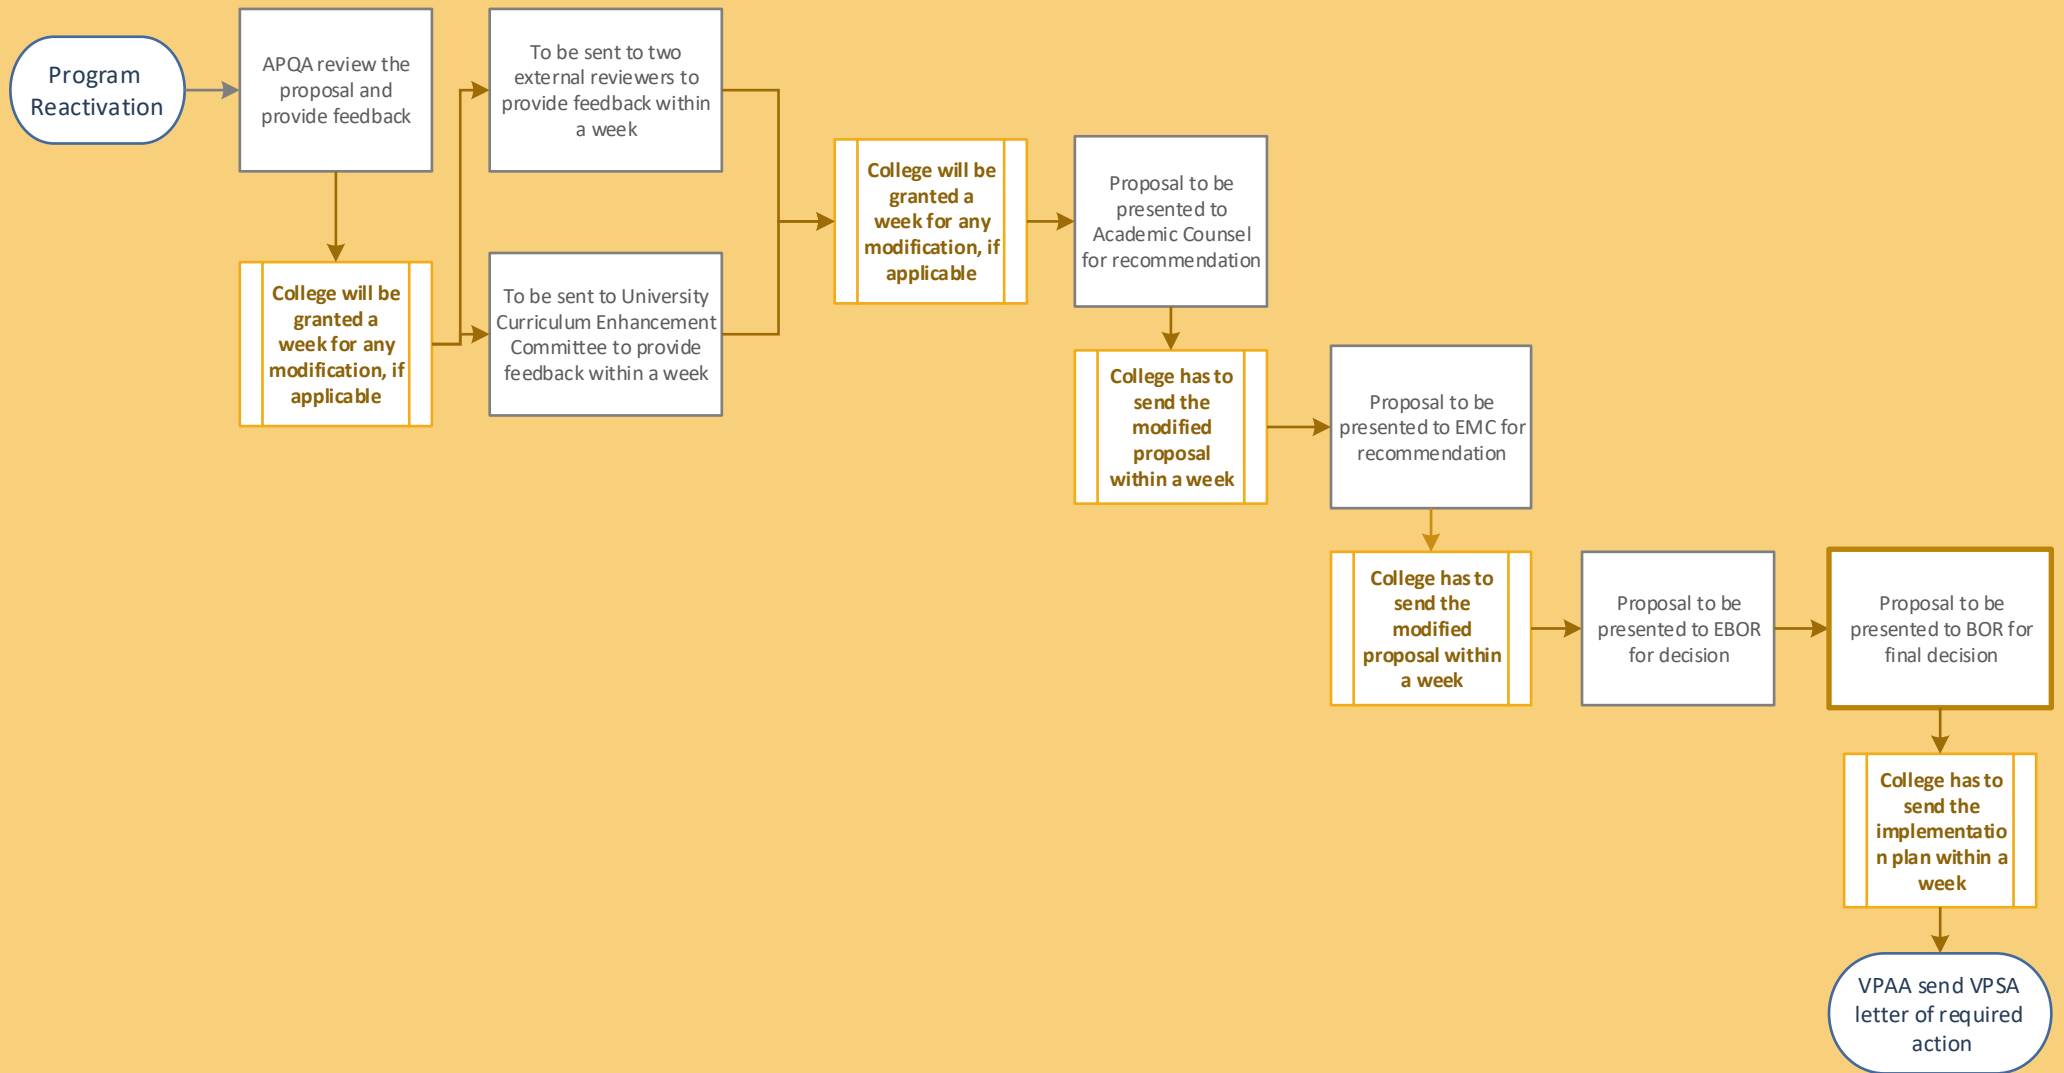 Program
Reactivation
APQA review the
proposal and
provide feedback
College will be
granted a
week for any
modification, if
applicable
To be sent to two
external reviewers to
provide feedback within
a week
To be sent to University
Curriculum Enhancement
Committee to provide
feedback within a week
College will be
granted a
week for any
modification, if
applicable
Proposal to be
presented to
Academic Counsel
for recommendation
College has to
send the
modified
proposal
within a week
Proposal to be
presented to EMC for
recommendation
College has to
send the
modified
proposal within
a week
Proposal to be
presented to EBOR
for decision
Proposal to be
presented to BOR for
final decision
College has to
send the
implementatio
n plan within a
week
VPAA send VPSA
letter of required
action